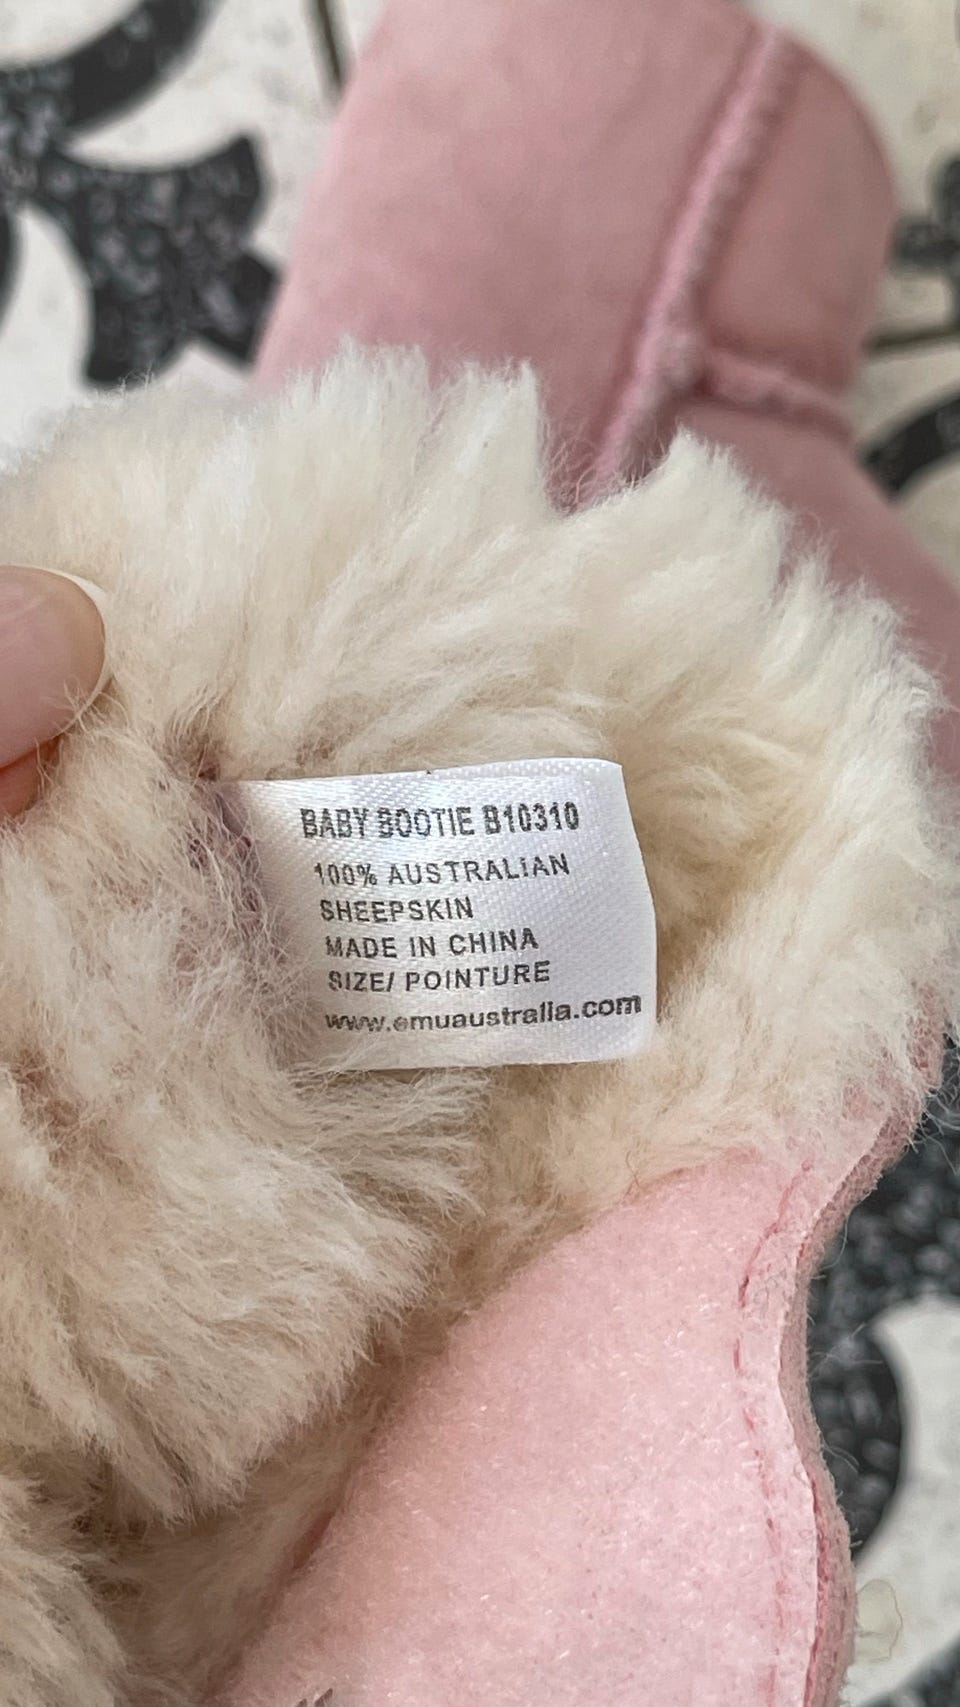 BABY BOOTIE B10310
100% AUSTRALIAN
SHEEPSKIN
MADE IN CHINA
SIZE/ POINTURE
www.emuaustralia.com